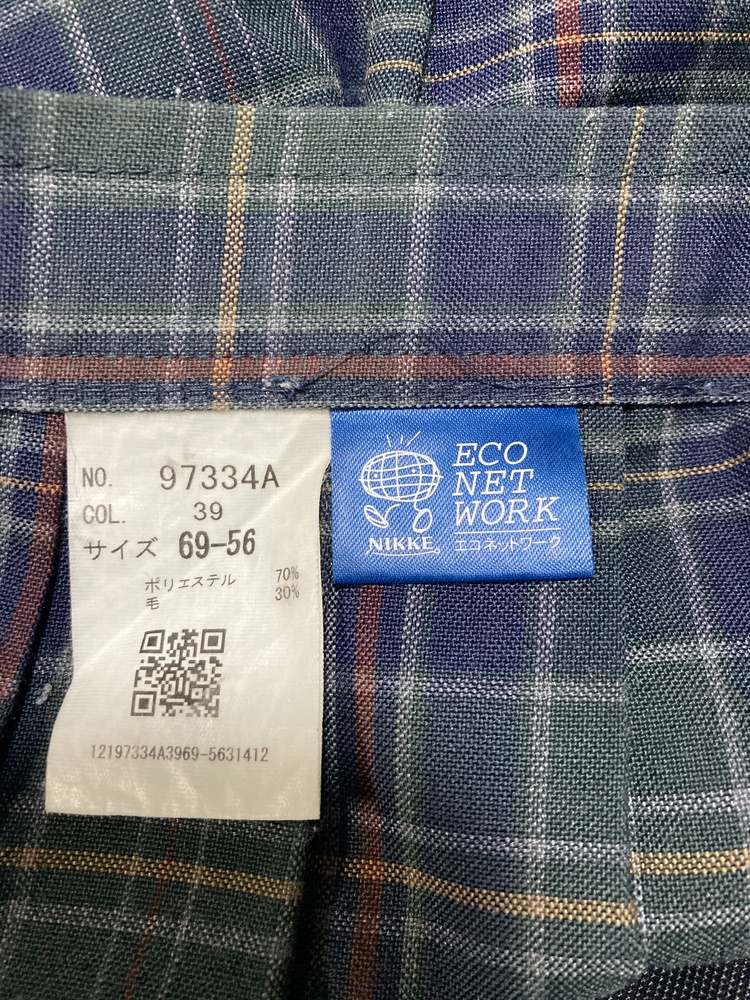 NO. 97334A
COL. 39
サイズ 69-56
ポリエステル 70%
毛 30%
12197334A3969-5631412
ECO
NET
WORK
NIKKE
エコネットワーク